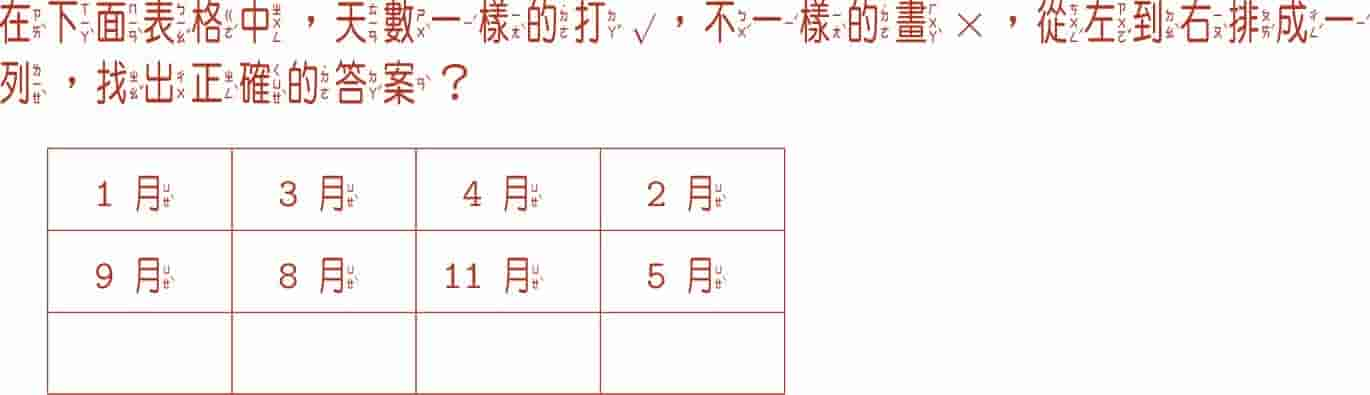 在下面表格中，天數一樣的打√，不一樣的畫×，從左到右排成一
列，找出正確的答案？
1 月 3 月 4 月 2 月
9 月 8 月 11 月 5 月